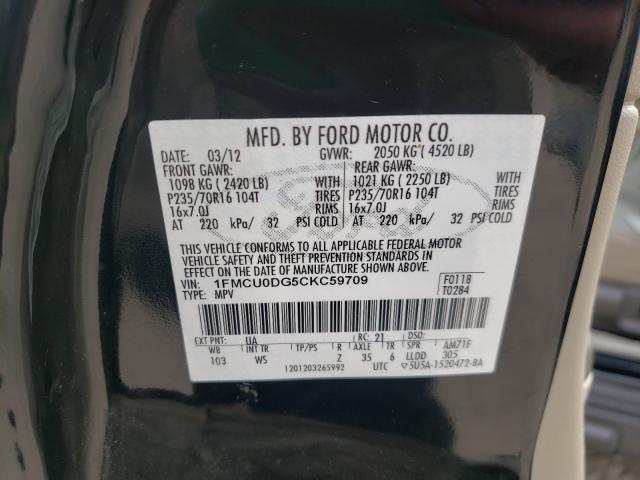 MFD. BY FORD MOTOR CO.
DATE: 03/12 GVWR: 2050 KG (4520 LB)
FRONT GAWR: REAR GAWR:
1098 KG (2420 LB) WITH 1021 KG (2250 LB) WITH
P235/70R16 104T TIRES P235/70R16 104T TIRES
16x7.0J RIMS 16x7.0J RIMS
AT 220 kPa/ 32 PSI COLD AT 220 kPa/ 32 PSI COLD
THIS VEHICLE CONFORMS TO ALL APPLICABLE FEDERAL MOTOR
VEHICLE SAFETY AND THEFT PREVENTION STANDARDS IN
EFFECT ON THE DATE OF MANUFACTURE SHOWN ABOVE.
VIN: 1FMCU0DG5CKC59709 F0118
TYPE: MPV T0284
EXT PNT: UA RC: 21 DSO:
WB INT TR TP/PS R AXLE TR SPR AM71F
103 WS Z 35 6 LLDD 305
1201203265992 UTC 5U5A-1520472-BA